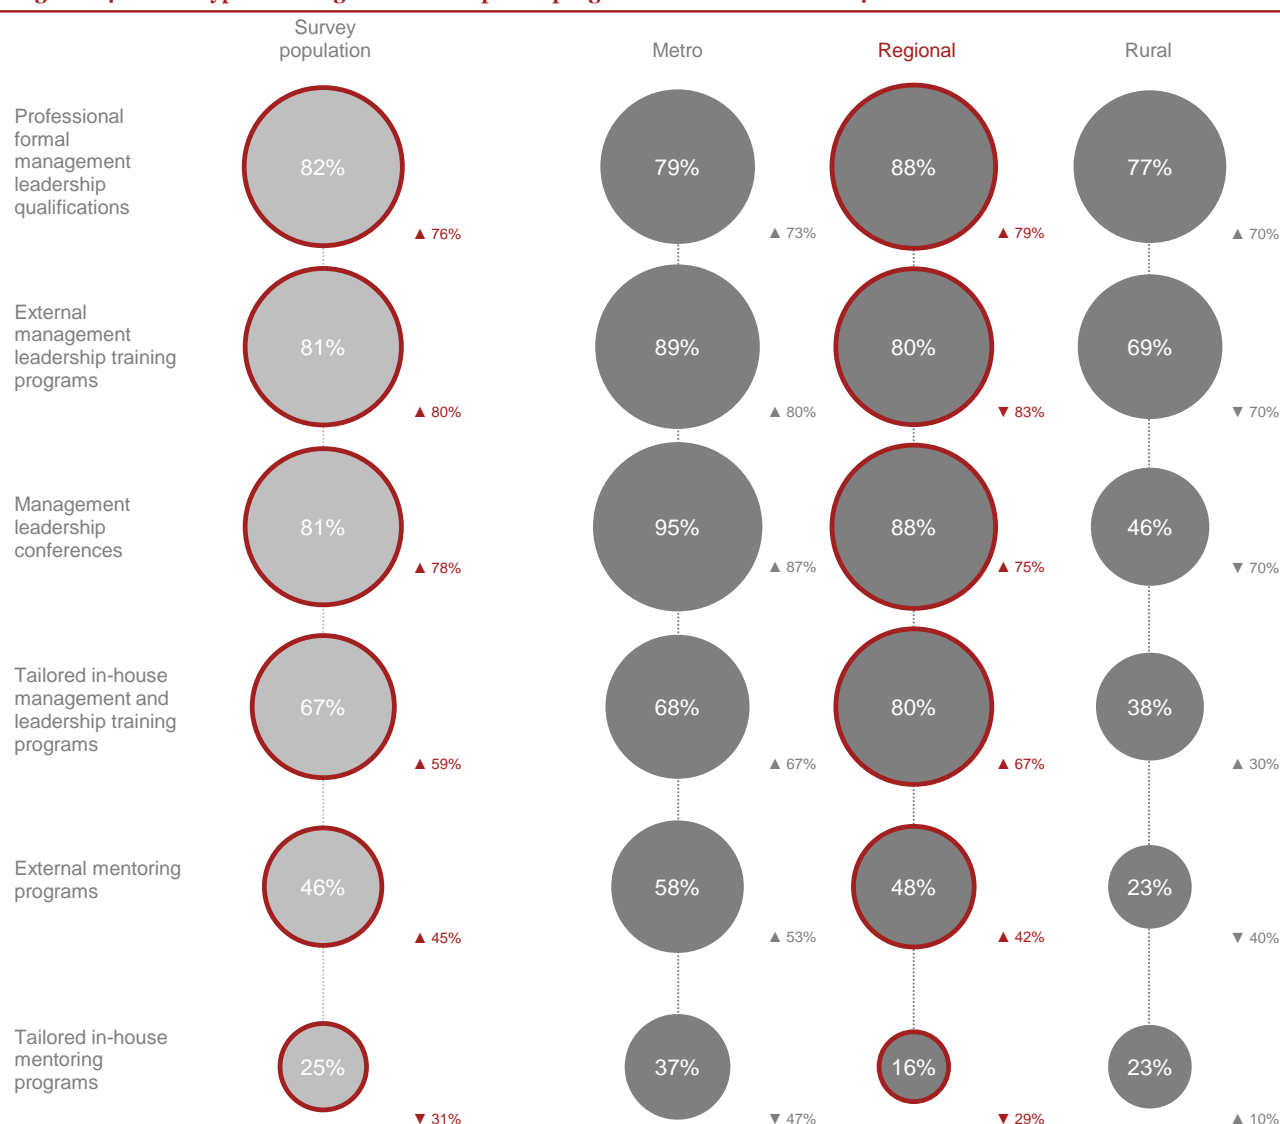 Survey
population
Metro
Regional
Rural
Professional
formal
management
leadership
qualifications
82%
79%
88%
77%
▲ 76%
▲ 73%
▲ 79%
▲ 70%
External
management
leadership training
programs
81%
89%
80%
69%
▲ 80%
▲ 80%
▼ 83%
▼ 70%
Management
leadership
conferences
81%
95%
88%
46%
▲ 78%
▲ 87%
▲ 75%
▼ 70%
Tailored in-house
management and
leadership training
programs
67%
68%
80%
38%
▲ 59%
▲ 67%
▲ 67%
▲ 30%
External mentoring
programs
46%
58%
48%
23%
▲ 45%
▲ 53%
▲ 42%
▼ 40%
Tailored in-house
mentoring
programs
25%
37%
16%
23%
▼ 31%
▼ 47%
▼ 29%
▲ 10%